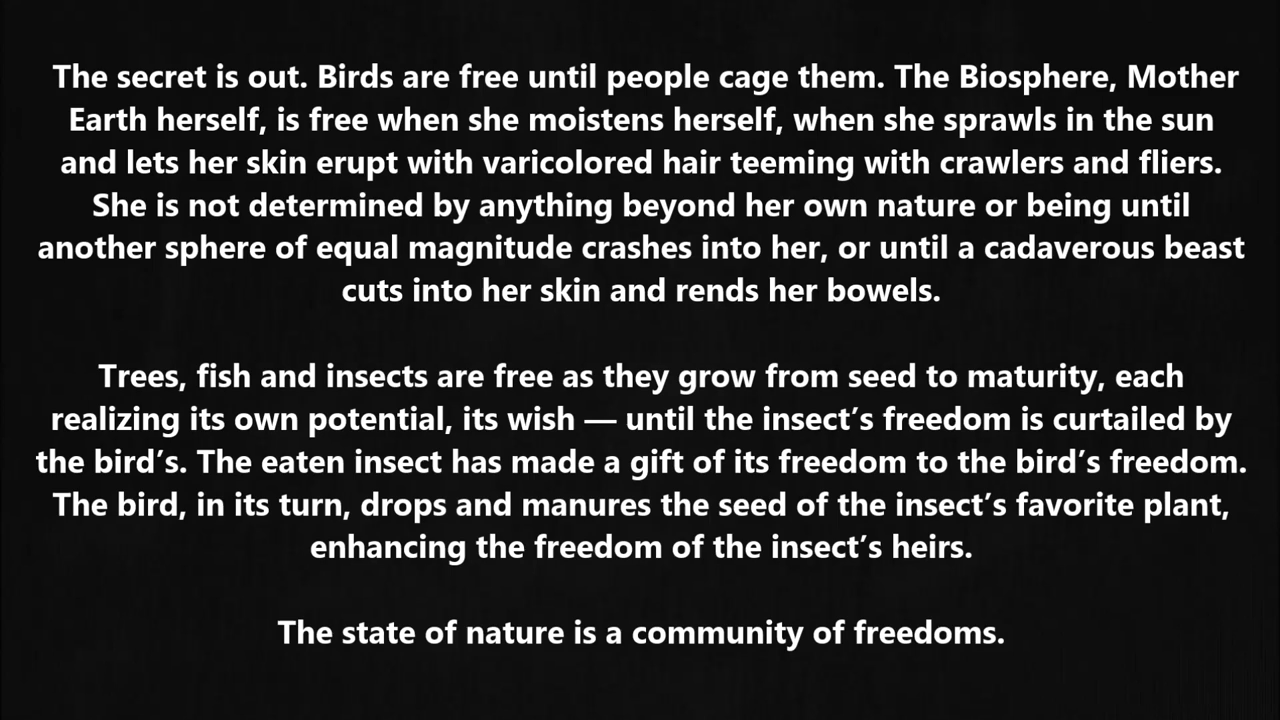 The secret is out. Birds are free until people cage them. The Biosphere, Mother
Earth herself, is free when she moistens herself, when she sprawls in the sun
and lets her skin erupt with varicolored hair teeming with crawlers and fliers.
She is not determined by anything beyond her own nature or being until
another sphere of equal magnitude crashes into her, or until a cadaverous beast
cuts into her skin and rends her bowels.
Trees, fish and insects are free as they grow from seed to maturity, each
realizing its own potential, its wish — until the insect’s freedom is curtailed by
the bird’s. The eaten insect has made a gift of its freedom to the bird’s freedom.
The bird, in its turn, drops and manures the seed of the insect’s favorite plant,
enhancing the freedom of the insect’s heirs.
The state of nature is a community of freedoms.